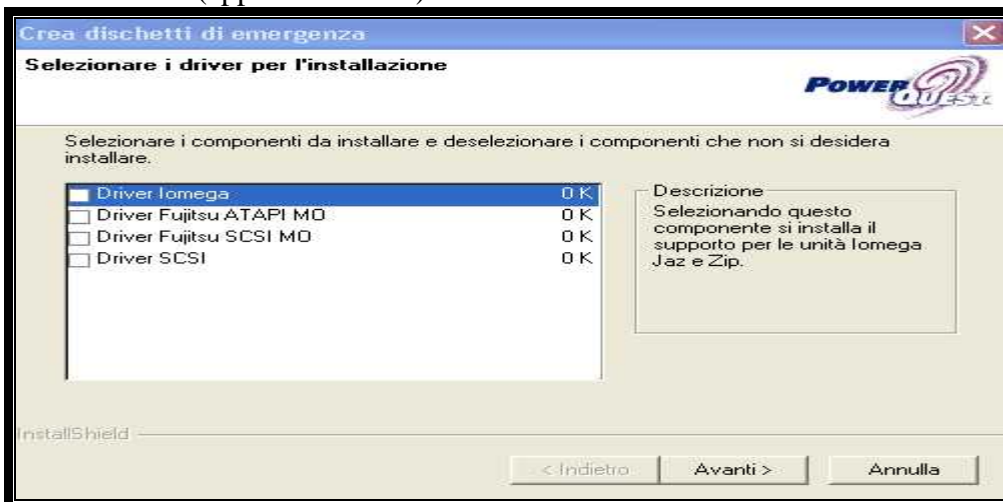 Crea dischetti di emergenza
Selezionare i driver per l'installazione
POWERQUEST
Selezionare i componenti da installare e deselezionare i componenti che non si desidera
installare.
Driver Iomega 0 K
Driver Fujitsu ATAPI MO 0 K
Driver Fujitsu SCSI MO 0 K
Driver SCSI 0 K
Descrizione
Selezionando questo
componente si installa il
supporto per le unità Iomega
Jaz e Zip.
InstallShield
< Indietro
Avanti >
Annulla